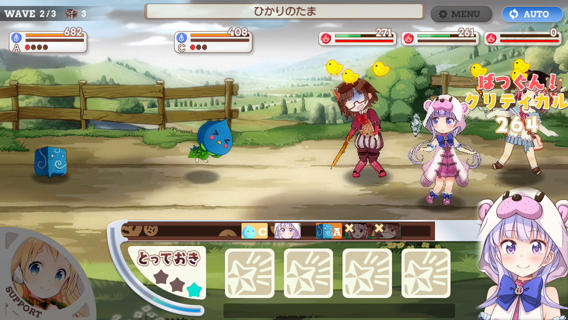 WAVE 2/3 3
ひかりのたま
MENU
AUTO
682
A
408
C
271
261
0
ばつぐん!
クリティカル
264
C
A
とっておき
SUPPORT